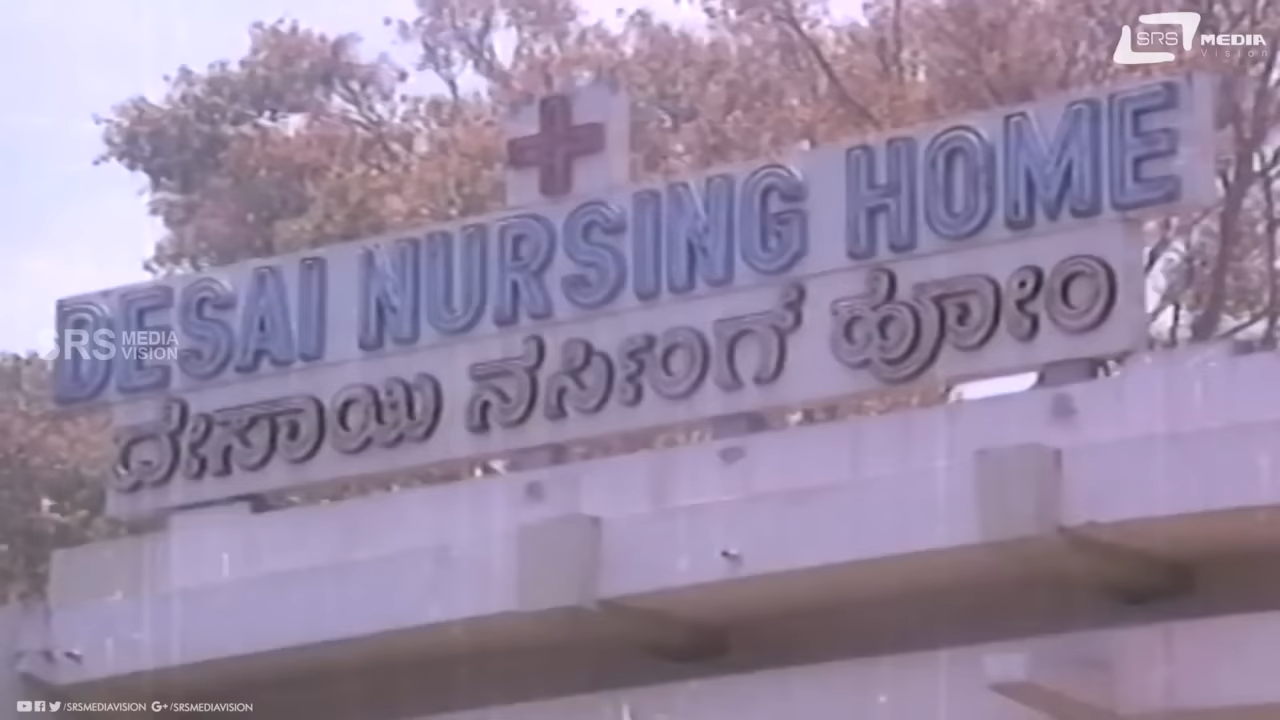 SRS MEDIA
Vision
DESAI NURSING HOME
SRS MEDIA
VISION
ದೇಸಾಯಿ ನರ್ಸಿಂಗ್ ಹೋಂ
/SRSMEDIAVISION G+/SRSMEDIAVISION